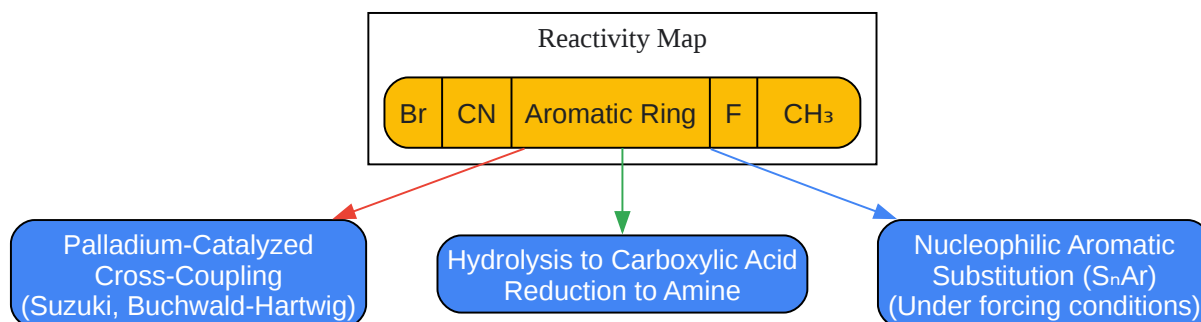 Reactivity Map
Br CN Aromatic Ring F CH₃
Palladium-Catalyzed
Cross-Coupling
(Suzuki, Buchwald-Hartwig)
Hydrolysis to Carboxylic Acid
Reduction to Amine
Nucleophilic Aromatic
Substitution (SₙAr)
(Under forcing conditions)